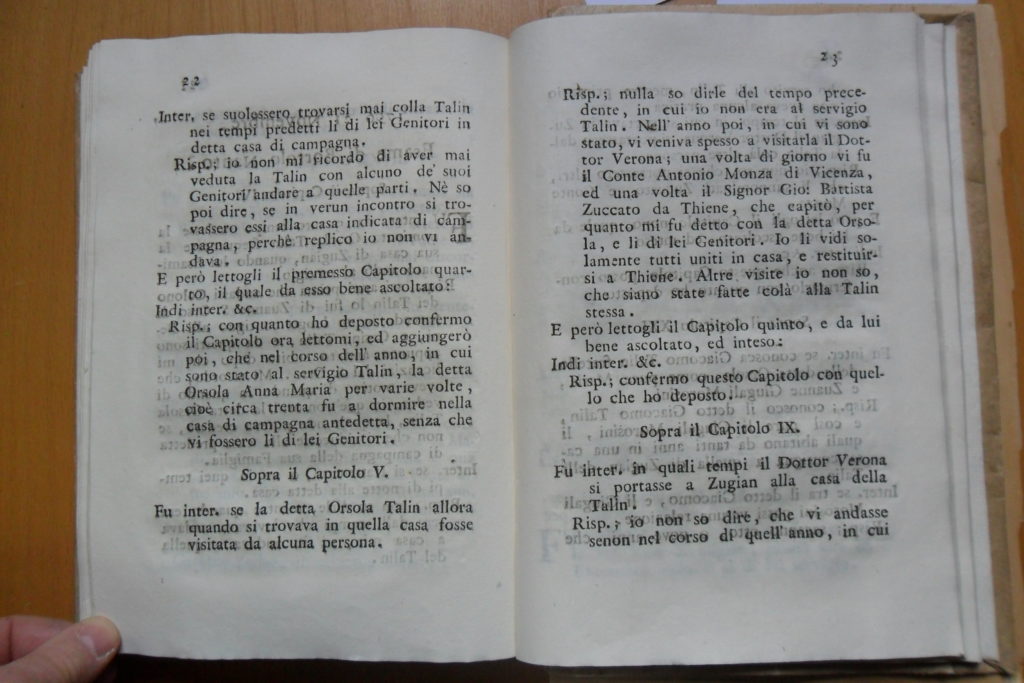 22
Inter. se suolessero trovarsi mai colla Talin
nei tempi predetti li di lei Genitori in
detta casa di campagna.
Risp.; io non mi ricordo di aver mai
veduta la Talin con alcuno de' suoi
Genitori andare a quelle parti. Nè so
poi dire, se in verun incontro si tro-
vassero essi alla casa indicata di cam-
pagna, perchè replico io non vi an-
dava.
E però lettogli il premesso Capitolo quar-
to, il quale da esso bene ascoltato:
Indi inter. &c.
Risp.; con quanto ho deposto confermo
il Capitolo ora lettomi, ed aggiungerò
poi, che nel corso dell' anno, in cui
sono stato al servigio Talin, la detta
Orsola Anna Maria per varie volte,
cioè circa trenta fu a dormire nella
casa di campagna antedetta, senza che
vi fossero li di lei Genitori.
Sopra il Capitolo V.
Fu inter. se la detta Orsola Talin allora
quando si trovava in quella casa fosse
visitata da alcuna persona.
23
Risp.; nulla so dirle del tempo prece-
dente, in cui io non era al servigio
Talin. Nell' anno poi, in cui vi sono
stato, vi veniva spesso a visitarla il Dot-
tor Verona; una volta di giorno vi fu
il Conte Antonio Monza di Vicenza,
ed una volta il Signor Gio: Battista
Zuccato da Thiene, che capitò, per
quanto mi fu detto con la detta Orso-
la, e li di lei Genitori. Io li vidi so-
lamente tutti uniti in casa, e restituir-
si a Thiene. Altre visite io non so,
che siano state fatte colà alla Talin
stessa.
E però lettogli il Capitolo quinto, e da lui
bene ascoltato, ed inteso:
Indi inter. &c.
Risp.; confermo questo Capitolo con quel-
lo che ho deposto.
Sopra il Capitolo IX.
Fu inter. in quali tempi il Dottor Verona
si portasse a Zugian alla casa della
Talin.
Risp.; io non so dire, che vi andasse
senon nel corso di quell' anno, in cui